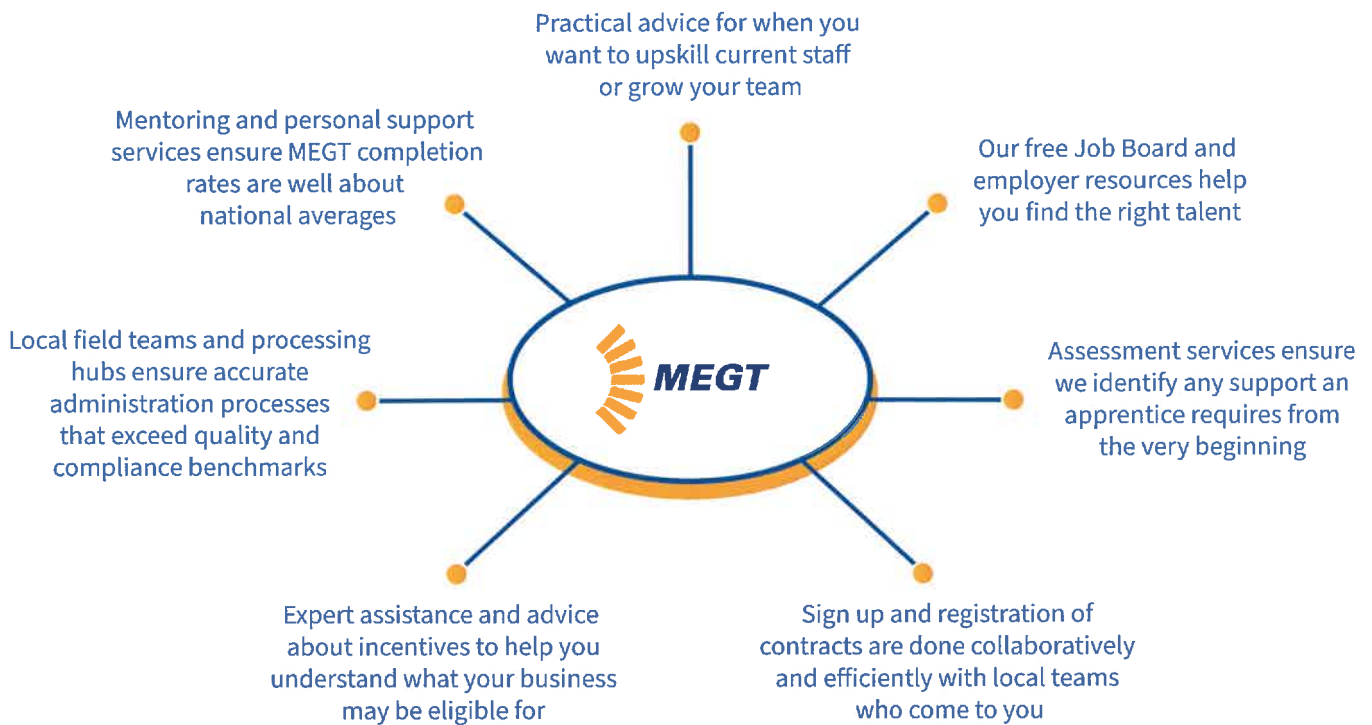 Practical advice for when you
want to upskill current staff
or grow your team
Mentoring and personal support
services ensure MEGT completion
rates are well about
national averages
Our free Job Board and
employer resources help
you find the right talent
Local field teams and processing
hubs ensure accurate
administration processes
that exceed quality and
compliance benchmarks
MEGT
Assessment services ensure
we identify any support an
apprentice requires from
the very beginning
Expert assistance and advice
about incentives to help you
understand what your business
may be eligible for
Sign up and registration of
contracts are done collaboratively
and efficiently with local teams
who come to you